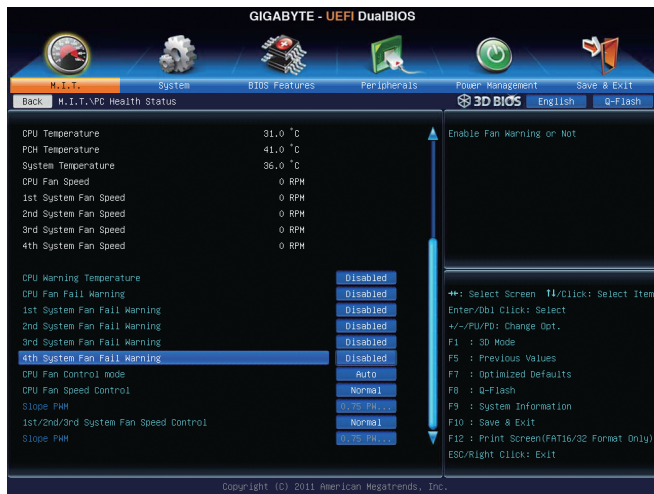 GIGABYTE - UEFI DualBIOS
M.I.T. System BIOS Features Peripherals Power Management Save & Exit
Back M.I.T.\PC Health Status 3D BIOS English Q-Flash
CPU Temperature 31.0 °C
PCH Temperature 41.0 °C
System Temperature 36.0 °C
CPU Fan Speed 0 RPM
1st System Fan Speed 0 RPM
2nd System Fan Speed 0 RPM
3rd System Fan Speed 0 RPM
4th System Fan Speed 0 RPM
CPU Warning Temperature Disabled
CPU Fan Fail Warning Disabled
1st System Fan Fail Warning Disabled
2nd System Fan Fail Warning Disabled
3rd System Fan Fail Warning Disabled
4th System Fan Fail Warning Disabled
CPU Fan Control mode Auto
CPU Fan Speed Control Normal
Slope PWM 0.75 PW...
1st/2nd/3rd System Fan Speed Control Normal
Slope PWM 0.75 PW...
Enable Fan Warning or Not
→←: Select Screen ↑↓/Click: Select Item
Enter/Dbl Click: Select
+/-/PU/PD: Change Opt.
F1 : 3D Mode
F5 : Previous Values
F7 : Optimized Defaults
F8 : Q-Flash
F9 : System Information
F10 : Save & Exit
F12 : Print Screen(FAT16/32 Format Only)
ESC/Right Click: Exit
Copyright (C) 2011 American Megatrends, Inc.